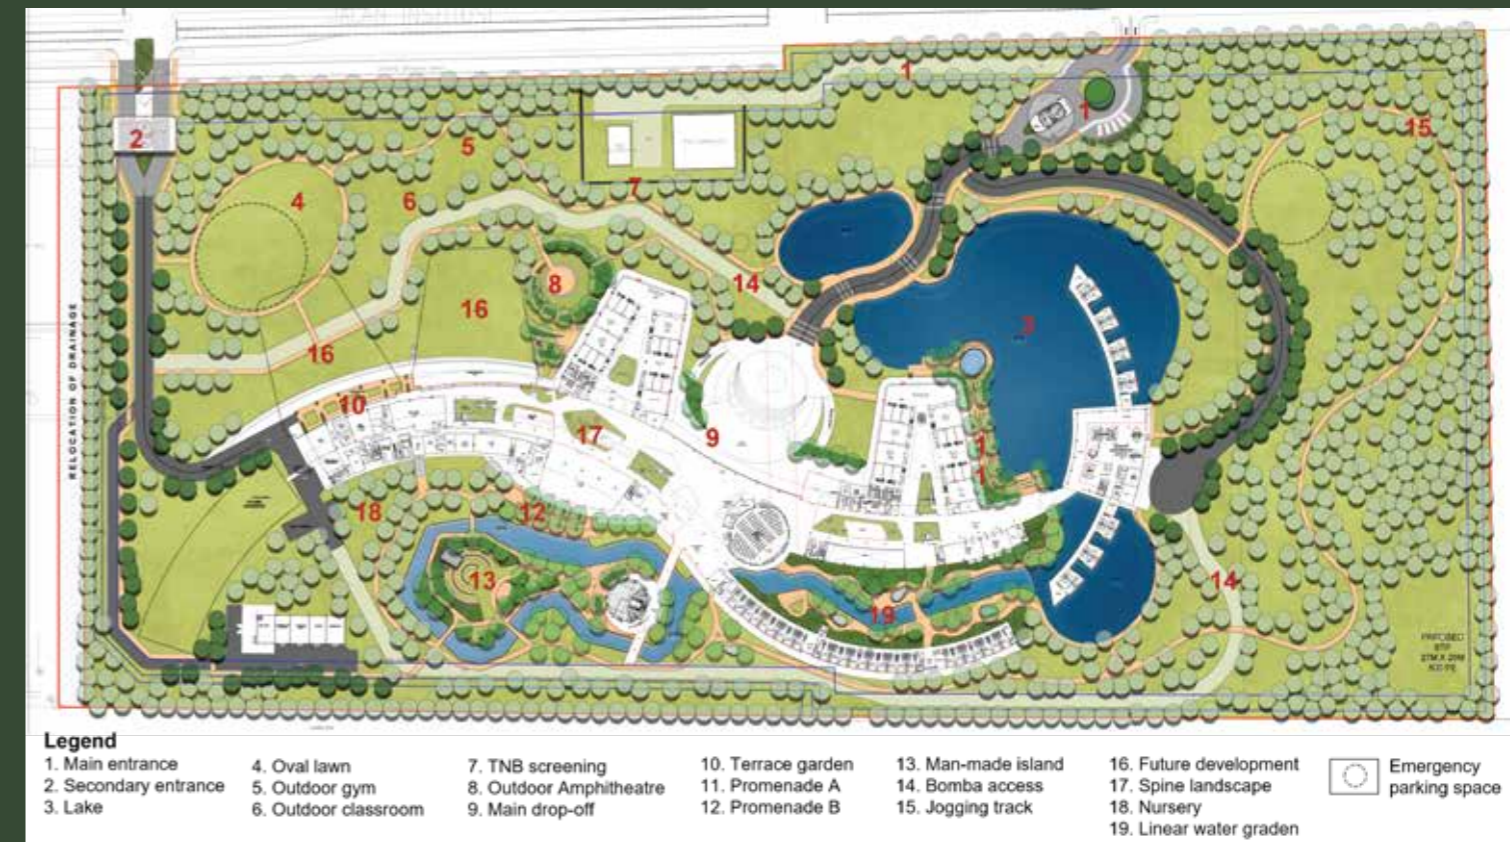 1
2
1
15
5
4
6
7
14
8
16
3
16
10
17
9
1
1
18
12
13
14
19
RELOCATION OF DRAINAGE
Legend
1. Main entrance
2. Secondary entrance
3. Lake
4. Oval lawn
5. Outdoor gym
6. Outdoor classroom
7. TNB screening
8. Outdoor Amphitheatre
9. Main drop-off
10. Terrace garden
11. Promenade A
12. Promenade B
13. Man-made island
14. Bomba access
15. Jogging track
16. Future development
17. Spine landscape
18. Nursery
19. Linear water graden
Emergency
parking space